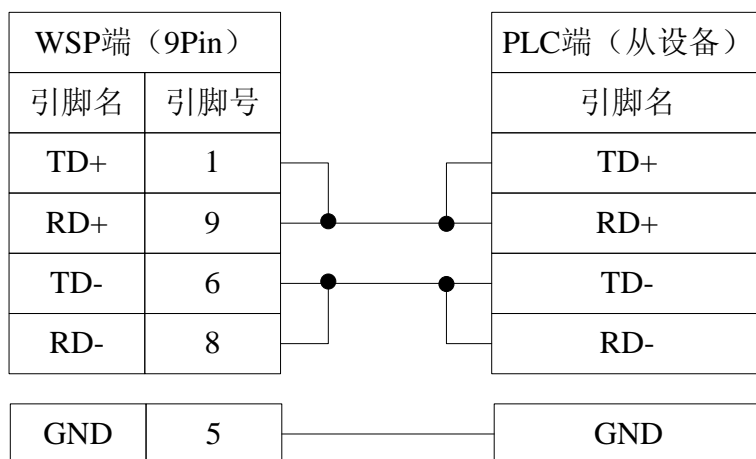 WSP端（9Pin） PLC端（从设备）
引脚名 引脚号 引脚名
TD+ 1 TD+
RD+ 9 RD+
TD- 6 TD-
RD- 8 RD-
GND 5 GND